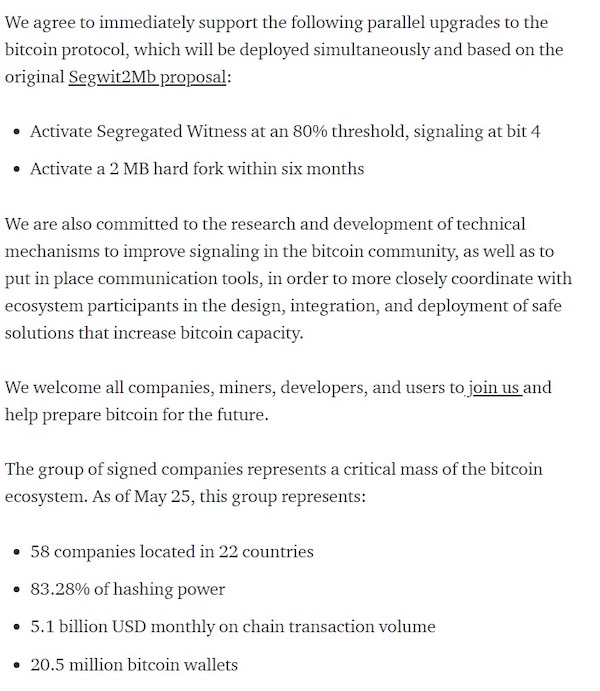 We agree to immediately support the following parallel upgrades to the
bitcoin protocol, which will be deployed simultaneously and based on the
original Segwit2Mb proposal:
• Activate Segregated Witness at an 80% threshold, signaling at bit 4
• Activate a 2 MB hard fork within six months
We are also committed to the research and development of technical
mechanisms to improve signaling in the bitcoin community, as well as to
put in place communication tools, in order to more closely coordinate with
ecosystem participants in the design, integration, and deployment of safe
solutions that increase bitcoin capacity.
We welcome all companies, miners, developers, and users to join us and
help prepare bitcoin for the future.
The group of signed companies represents a critical mass of the bitcoin
ecosystem. As of May 25, this group represents:
• 58 companies located in 22 countries
• 83.28% of hashing power
• 5.1 billion USD monthly on chain transaction volume
• 20.5 million bitcoin wallets